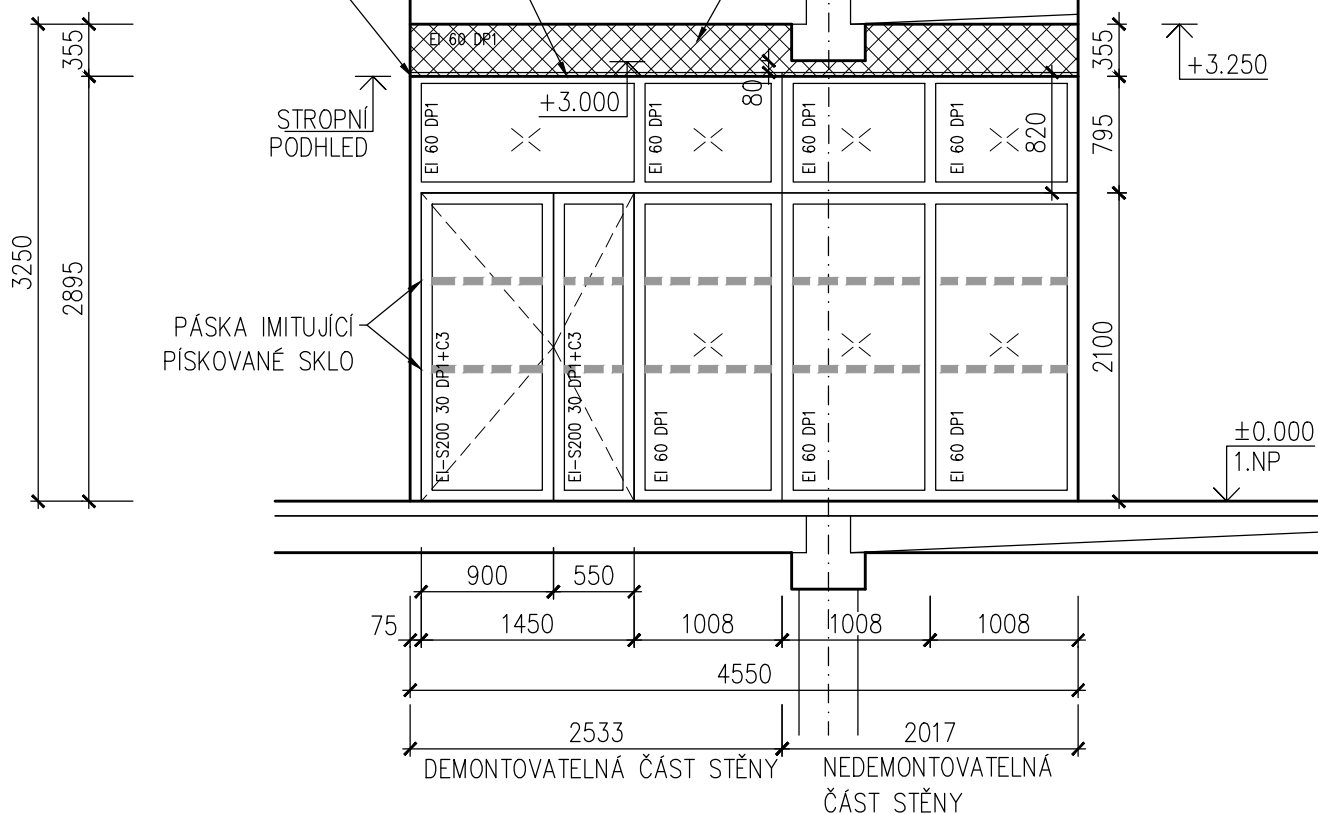 355
EI 60 DP1
355
+3.250
STROPNÍ
PODHLED
+3.000
80
EI 60 DP1
EI 60 DP1
EI 60 DP1
EI 60 DP1
820
795
3250
2895
PÁSKA IMITUJÍCÍ
PÍSKOVANÉ SKLO
EI-S200 30 DP1+C3
EI-S200 30 DP1+C3
EI 60 DP1
EI 60 DP1
EI 60 DP1
2100
±0.000
1.NP
900
550
75
1450
1008
1008
1008
4550
2533
2017
DEMONTOVATELNÁ ČÁST STĚNY
NEDEMONTOVATELNÁ
ČÁST STĚNY